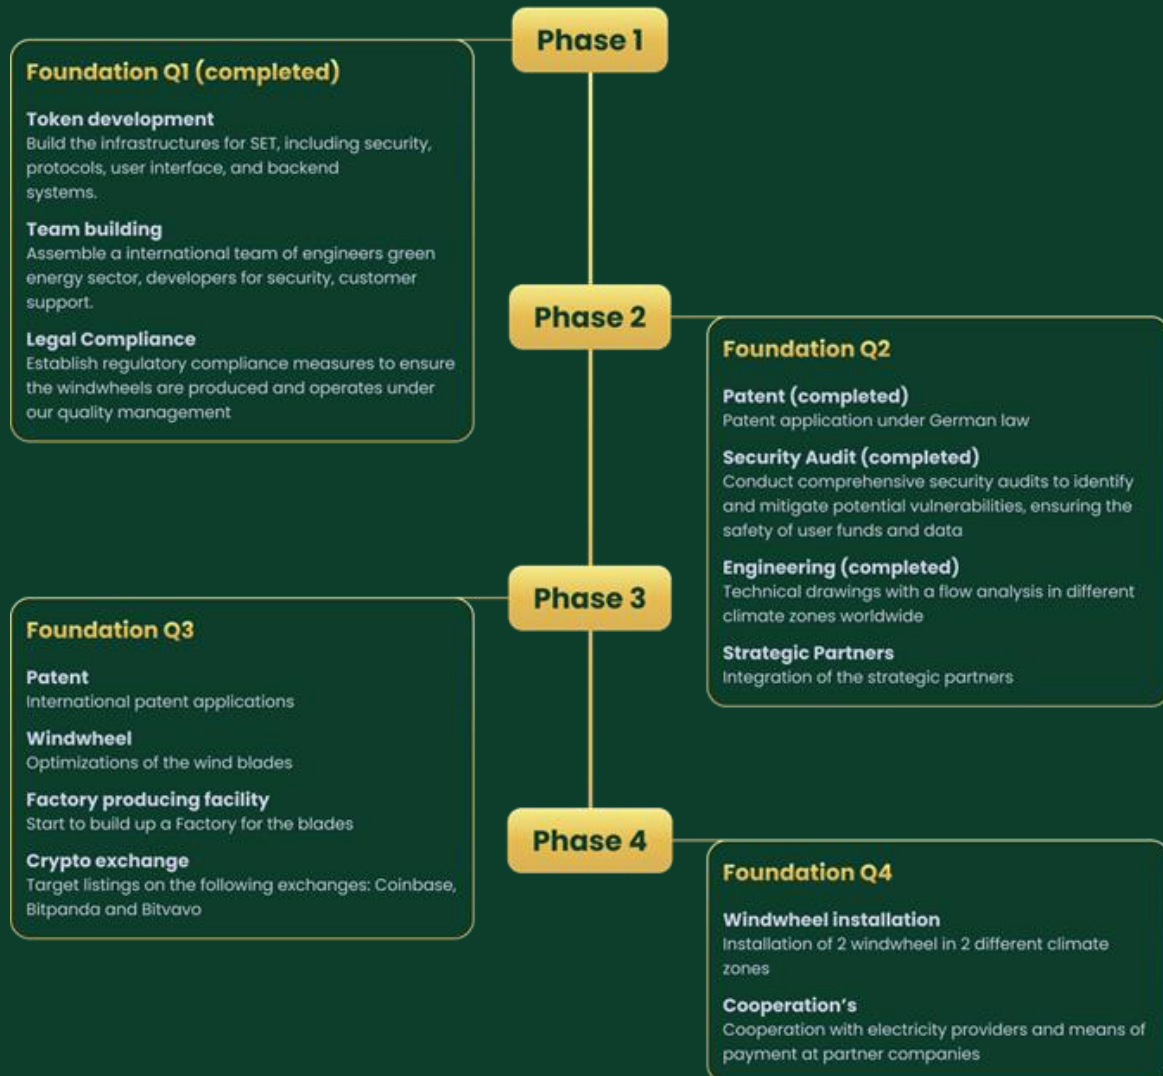 Phase 1
Foundation Q1 (completed)
Token development
Build the infrastructures for SET, including security,
protocols, user interface, and backend
systems.
Team building
Assemble a international team of engineers green
energy sector, developers for security, customer
support.
Legal Compliance
Establish regulatory compliance measures to ensure
the windwheels are produced and operates under
our quality management
Phase 2
Foundation Q2
Patent (completed)
Patent application under German law
Security Audit (completed)
Conduct comprehensive security audits to identify
and mitigate potential vulnerabilities, ensuring the
safety of user funds and data
Engineering (completed)
Technical drawings with a flow analysis in different
climate zones worldwide
Strategic Partners
Integration of the strategic partners
Phase 3
Foundation Q3
Patent
International patent applications
Windwheel
Optimizations of the wind blades
Factory producing facility
Start to build up a Factory for the blades
Crypto exchange
Target listings on the following exchanges: Coinbase,
Bitpanda and Bitvavo
Phase 4
Foundation Q4
Windwheel installation
Installation of 2 windwheel in 2 different climate
zones
Cooperation’s
Cooperation with electricity providers and means of
payment at partner companies